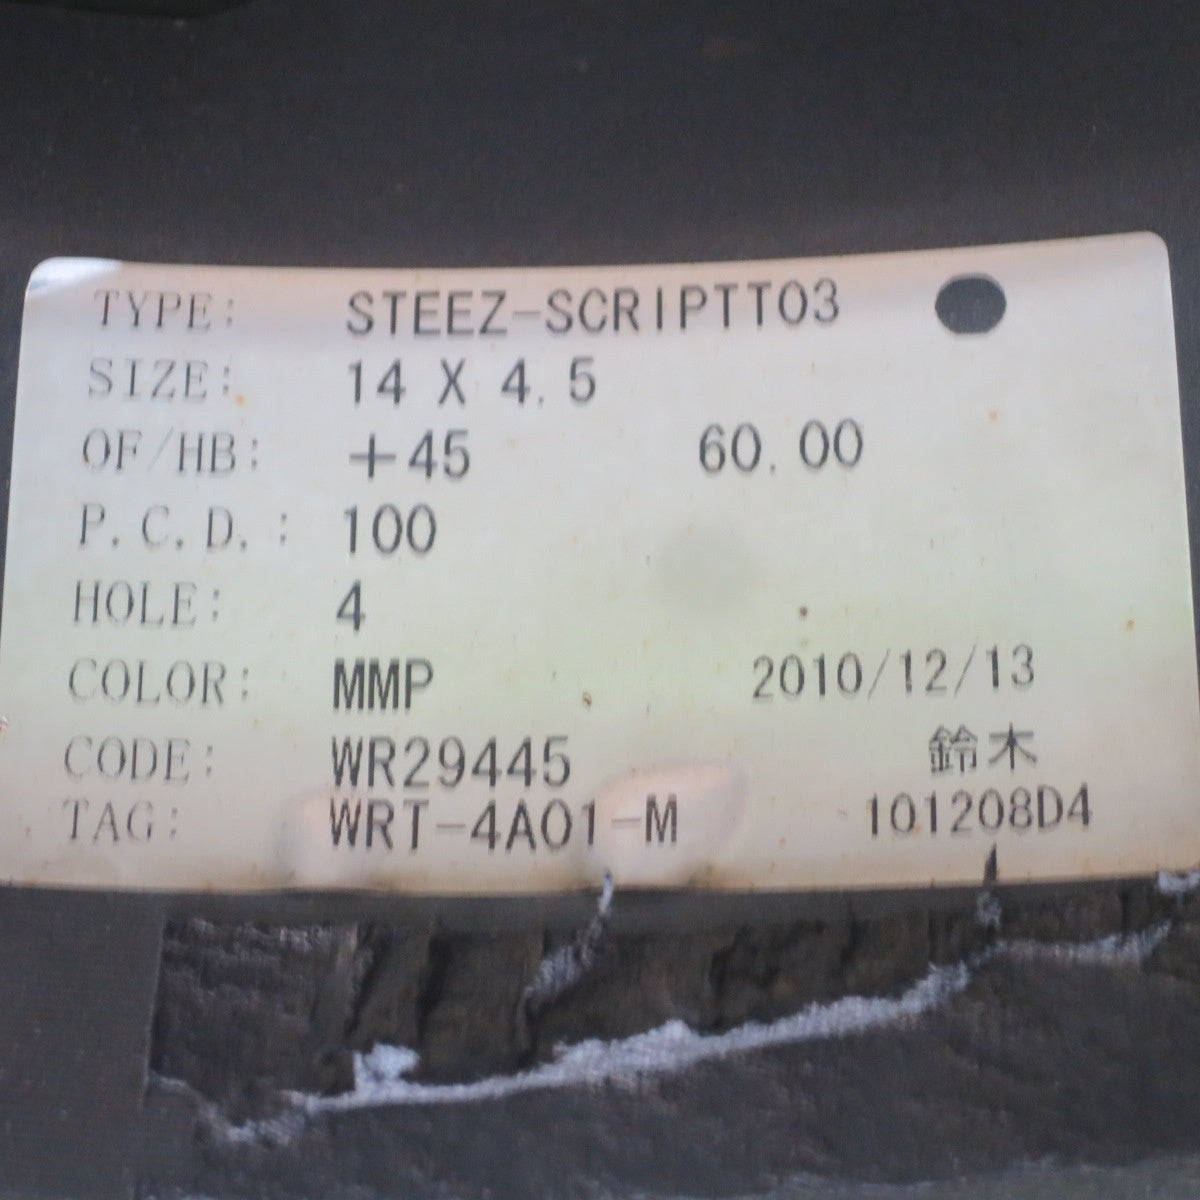 TYPE: STEEZ-SCRIPTT03
SIZE: 14 X 4.5
OF/HB: +45 60.00
P.C.D.: 100
HOLE: 4
COLOR: MMP 2010/12/13
CODE: WR29445 鈴木
TAG: WRT-4A01-M 101208D4